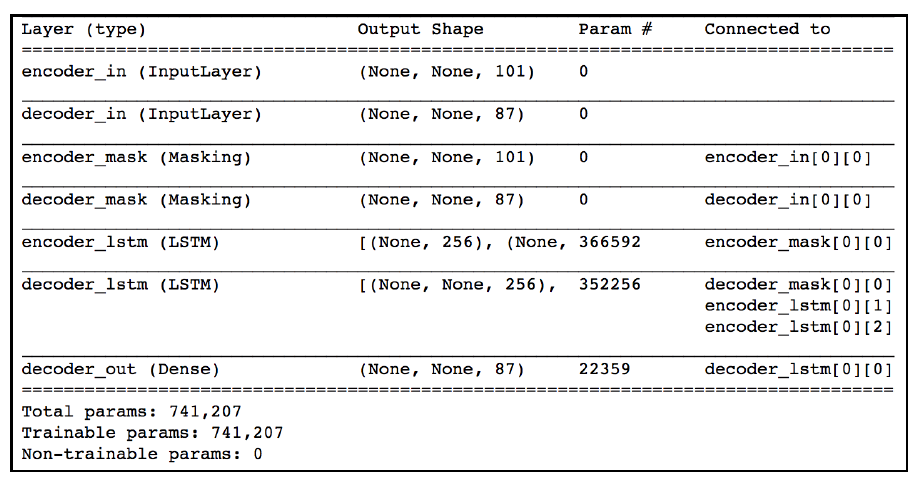 Layer (type) Output Shape Param # Connected to
================================================================================
encoder_in (InputLayer) (None, None, 101) 0
decoder_in (InputLayer) (None, None, 87) 0
encoder_mask (Masking) (None, None, 101) 0 encoder_in[0][0]
decoder_mask (Masking) (None, None, 87) 0 decoder_in[0][0]
encoder_lstm (LSTM) [(None, 256), (None, 366592 encoder_mask[0][0]
decoder_lstm (LSTM) [(None, None, 256), 352256 decoder_mask[0][0]
encoder_lstm[0][1]
encoder_lstm[0][2]
decoder_out (Dense) (None, None, 87) 22359 decoder_lstm[0][0]
================================================================================
Total params: 741,207
Trainable params: 741,207
Non-trainable params: 0